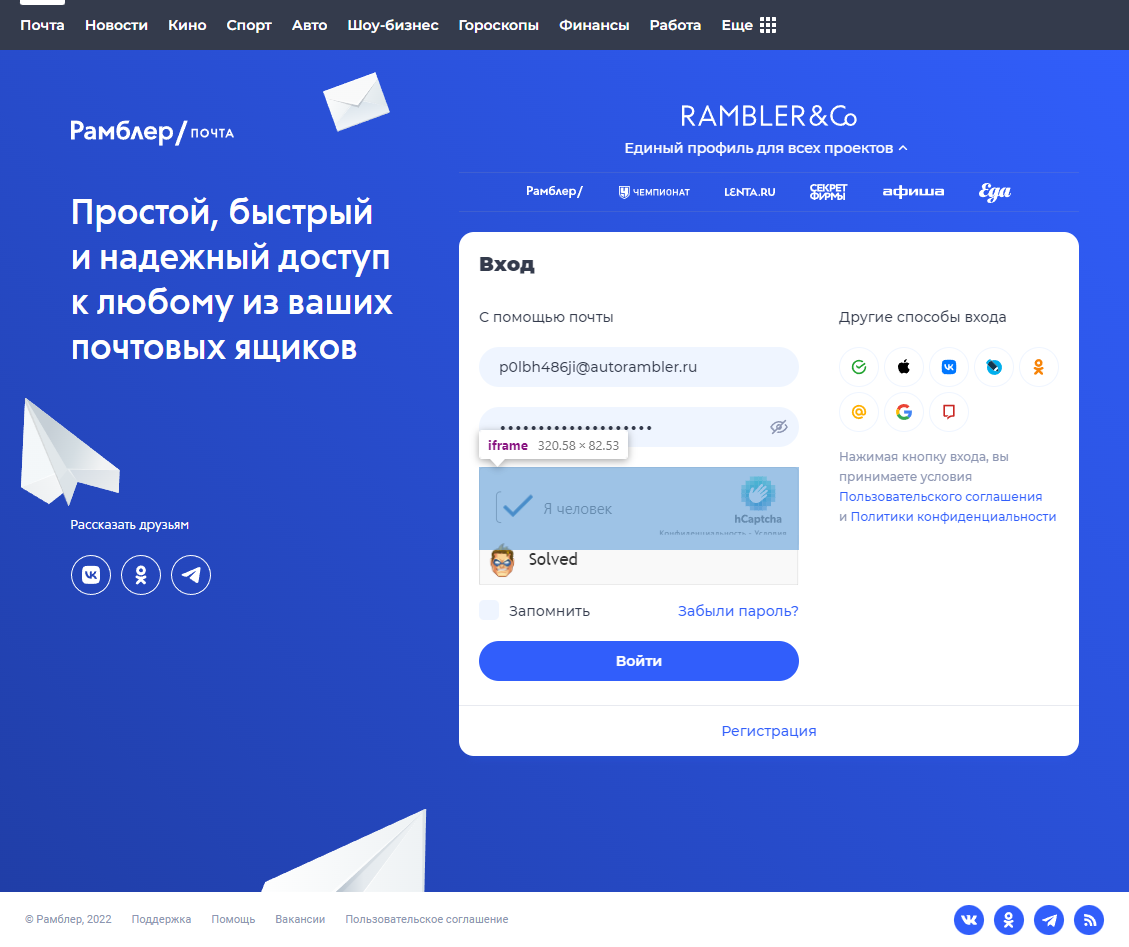 Почта Новости Кино Спорт Авто Шоу-бизнес Гороскопы Финансы Работа Еще
Рамблер/почта
Простой, быстрый
и надежный доступ
к любому из ваших
почтовых ящиков
Рассказать друзьям
RAMBLER&Co
Единый профиль для всех проектов
Рамблер/ ЧЕМПИОНАТ LENTA.RU СЕКРЕТ ФИРМЫ афиша Еда
Вход
С помощью почты
p0lbh486ji@autorambler.ru
••••••••••••••••••••
iframe 320.58 × 82.53
Я человек
hCaptcha
Конфиденциальность - Условия
Solved
Запомнить Забыли пароль?
Войти
Другие способы входа
Нажимая кнопку входа, вы
принимаете условия
Пользовательского соглашения
и Политики конфиденциальности
Регистрация
© Рамблер, 2022 Поддержка Помощь Вакансии Пользовательское соглашение